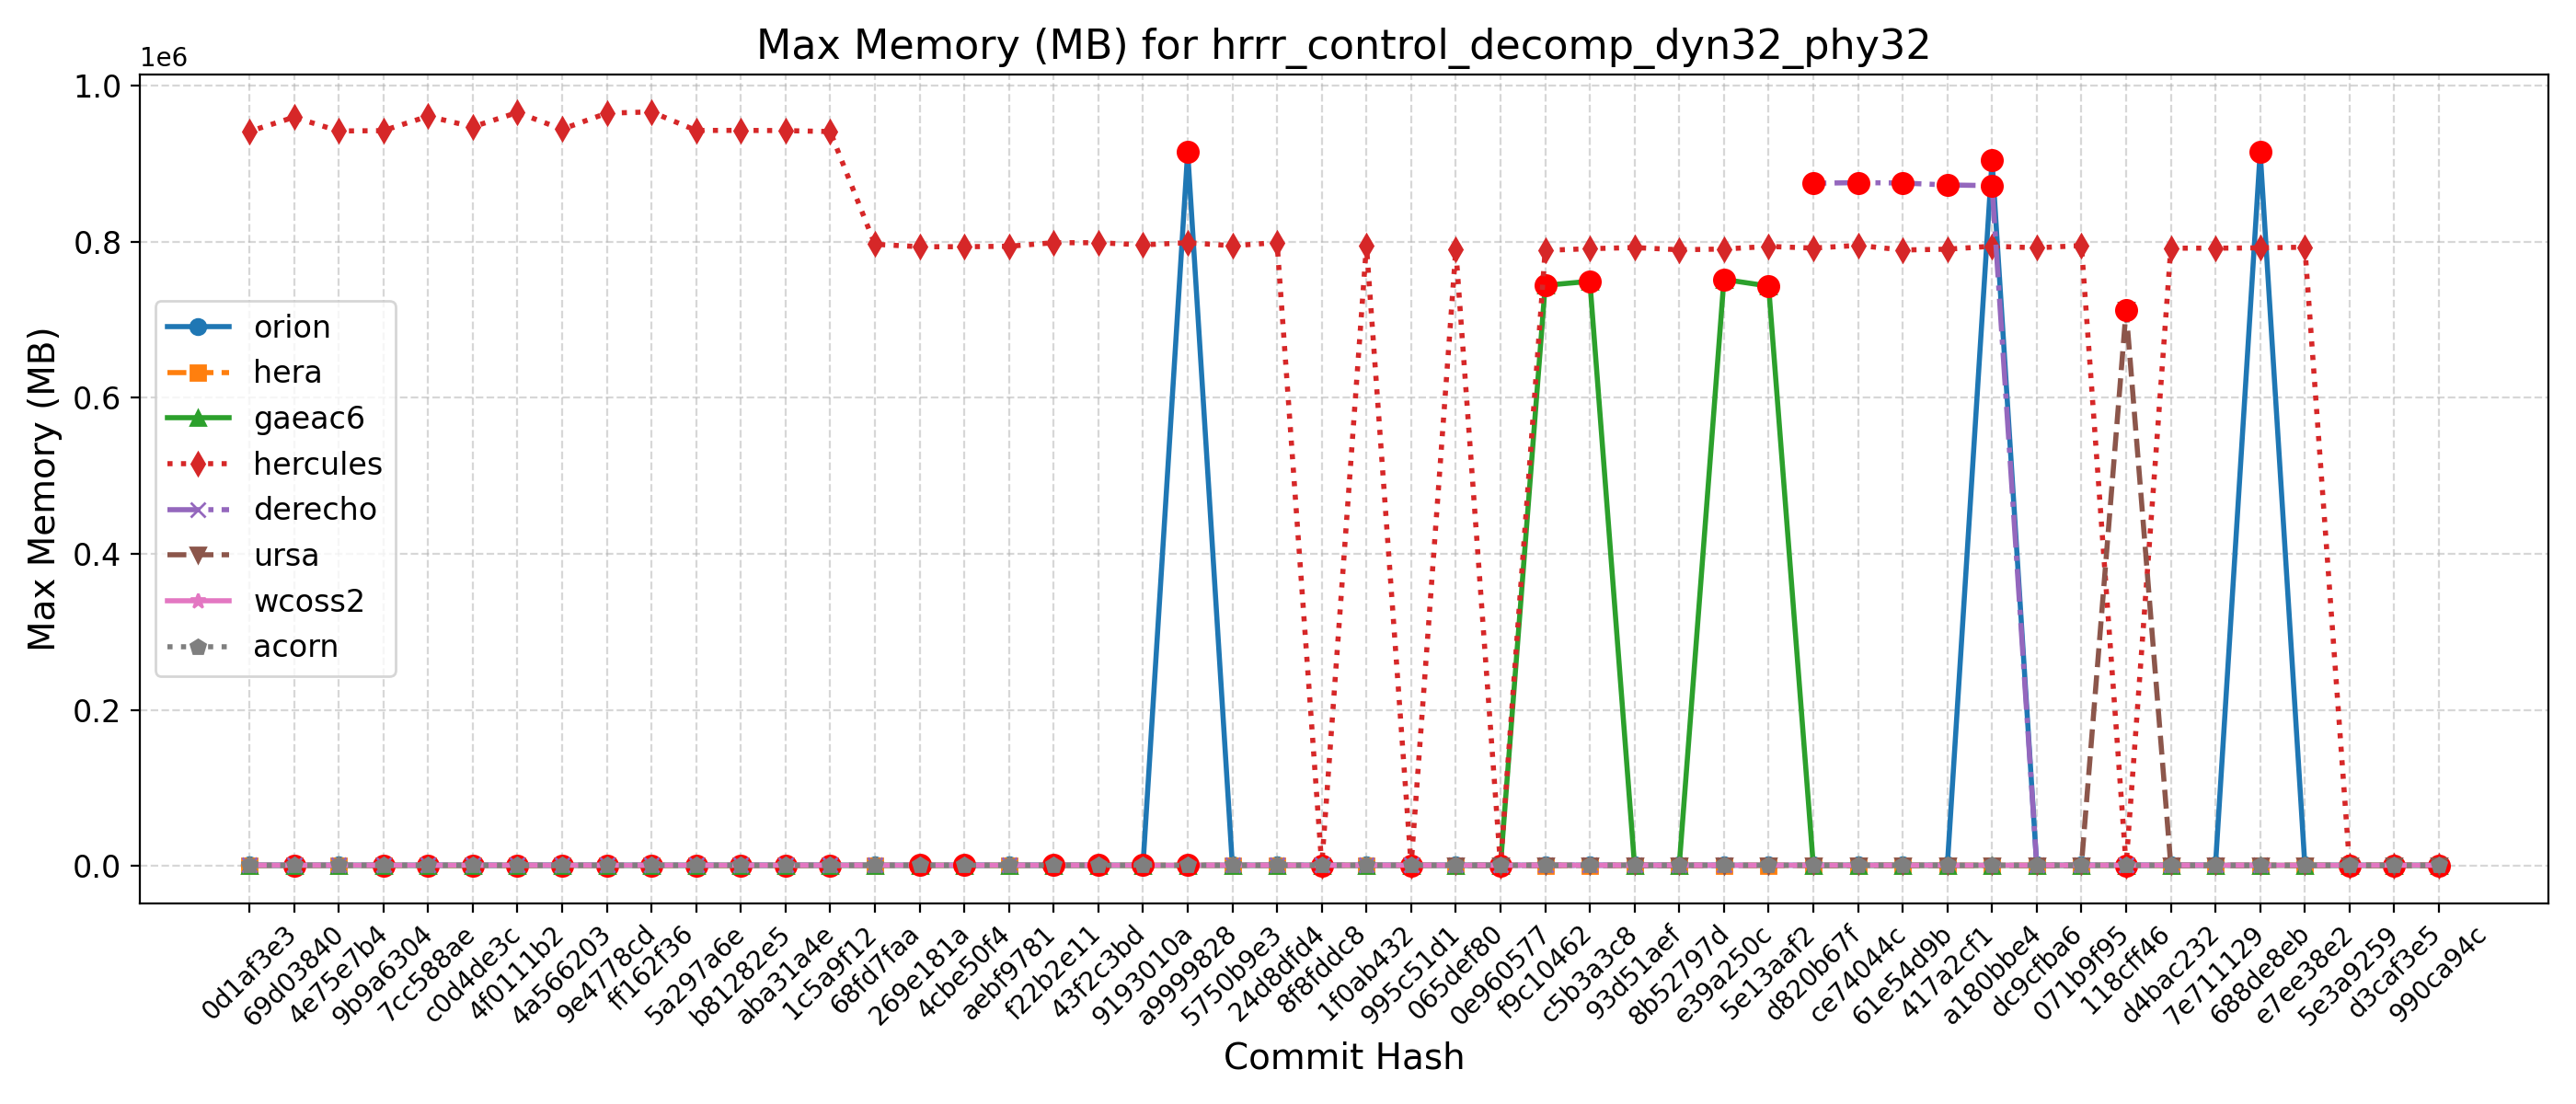 Max Memory (MB) for hrrr_control_decomp_dyn32_phy32
1e6
1.0
0.8
0.6
0.4
0.2
0.0
Max Memory (MB)
orion
hera
gaeac6
hercules
derecho
ursa
wcoss2
acorn
0d1af3e3
69d03840
4e75e7b4
9b9a6304
7cc588ae
c0d4de3c
4f0111b2
4a566203
9e4778cd
ff162f36
5a297a6e
b81282e5
aba31a4e
1c5a9f12
68fd7faa
269e181a
4cbe50f4
aebf9781
f22b2e11
43f2c3bd
9193010a
a9999828
5750b9e3
24d8dfd4
8f8fddc8
1f0ab432
995c51d1
065def80
0e960577
f9c10462
c5b3a3c8
93d51aef
8b52797d
e39a250c
5e13aaf2
d820b67f
ce74044c
61e54d9b
417a2cf1
a180bbe4
dc9cfba6
071b9f95
118cff46
d4bac232
7e711129
688de8eb
e7ee38e2
5e3a9259
d3caf3e5
990ca94c
Commit Hash